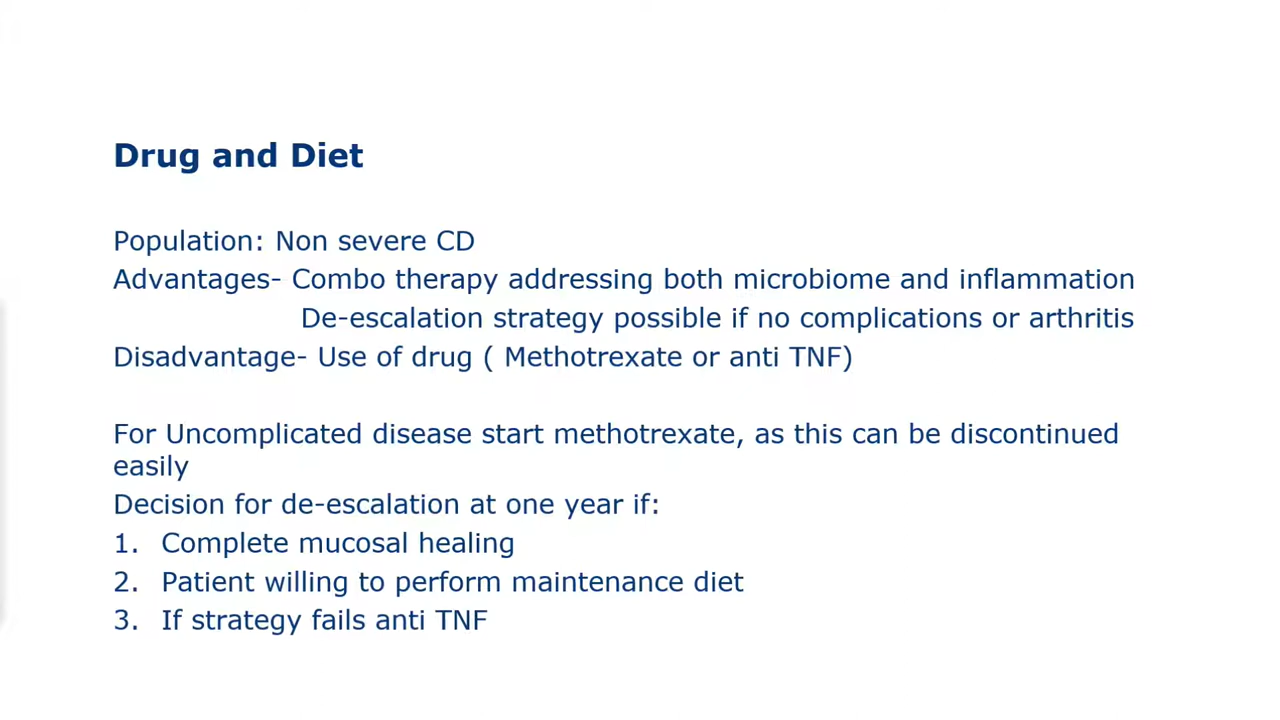 Drug and Diet
Population: Non severe CD
Advantages- Combo therapy addressing both microbiome and inflammation
De-escalation strategy possible if no complications or arthritis
Disadvantage- Use of drug ( Methotrexate or anti TNF)
For Uncomplicated disease start methotrexate, as this can be discontinued
easily
Decision for de-escalation at one year if:
1. Complete mucosal healing
2. Patient willing to perform maintenance diet
3. If strategy fails anti TNF